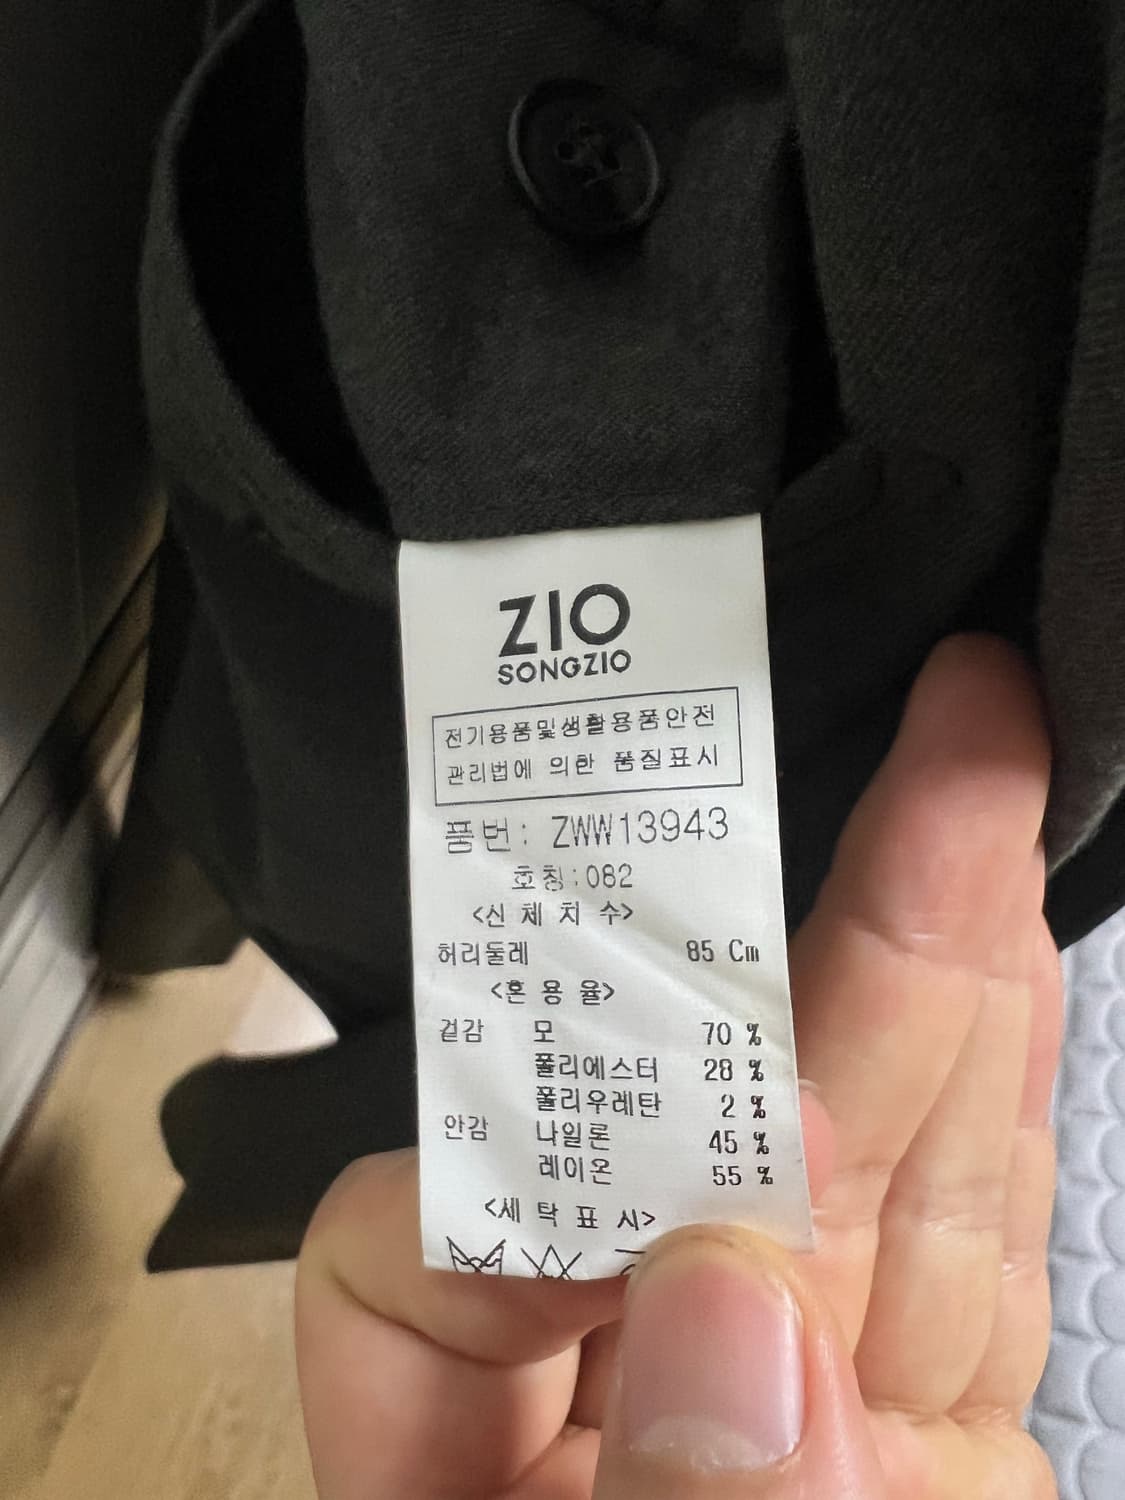 ZIO
SONGZIO
전기용품및생활용품안전
관리법에 의한 품질표시
품번: ZWW13943
호칭:082
<신 체 치 수>
허리둘레 85 Cm
<혼 용 율>
겉감 모 70 %
폴리에스터 28 %
폴리우레탄 2 %
안감 나일론 45 %
레이온 55 %
<세 탁 표 시>